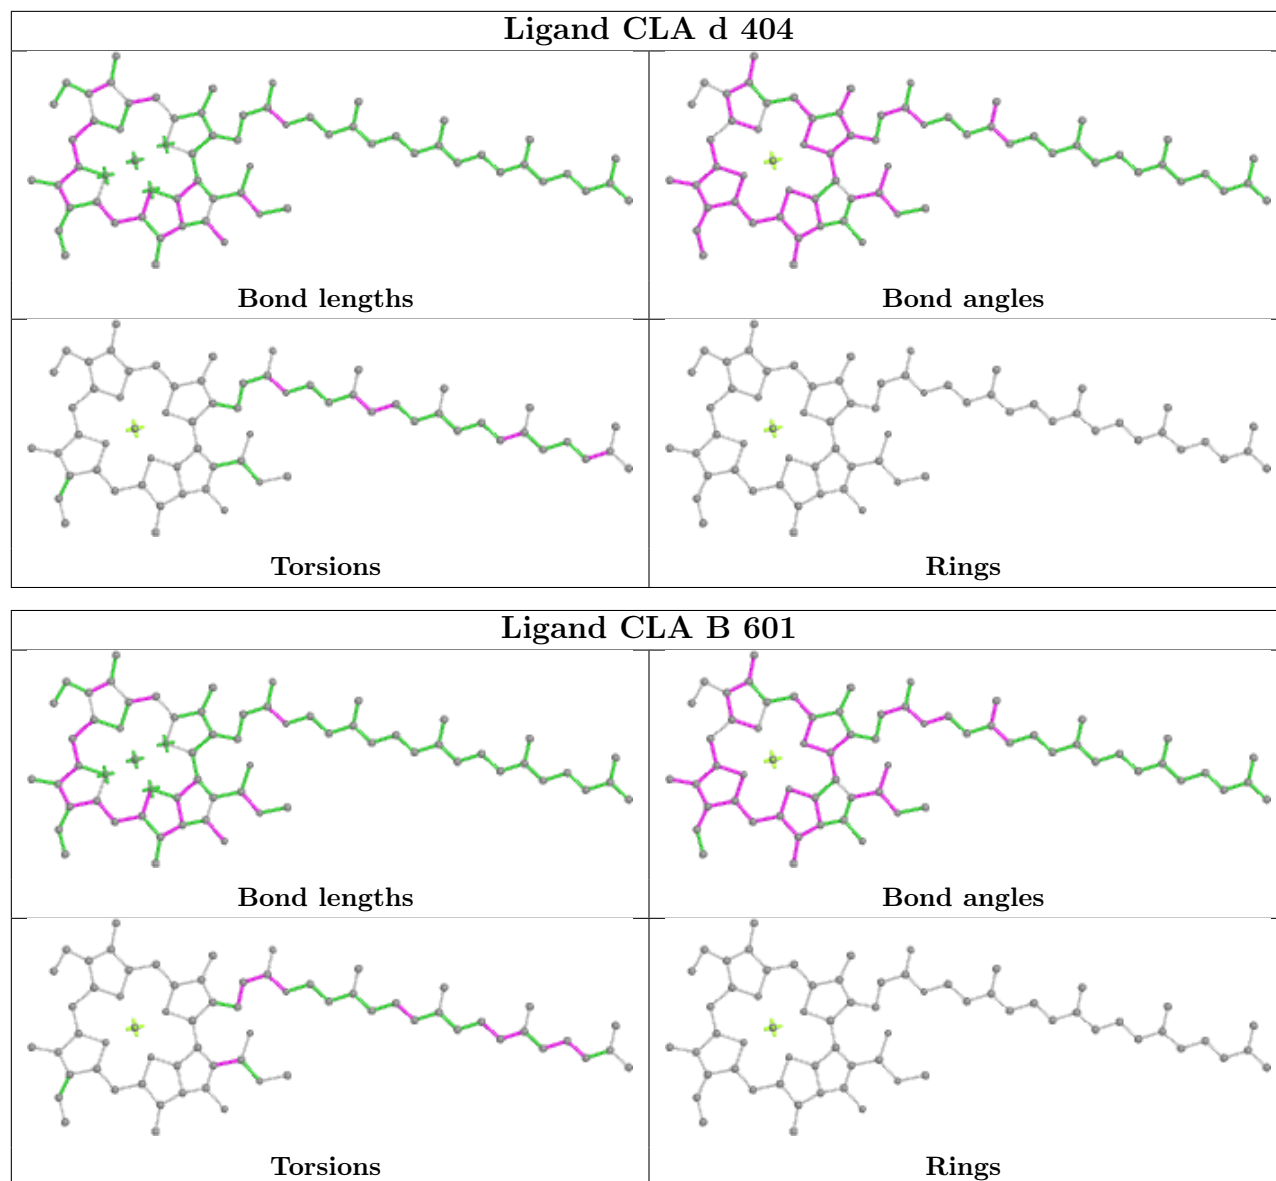 Ligand CLA d 404
Bond lengths
Bond angles
Torsions
Rings
Ligand CLA B 601
Bond lengths
Bond angles
Torsions
Rings